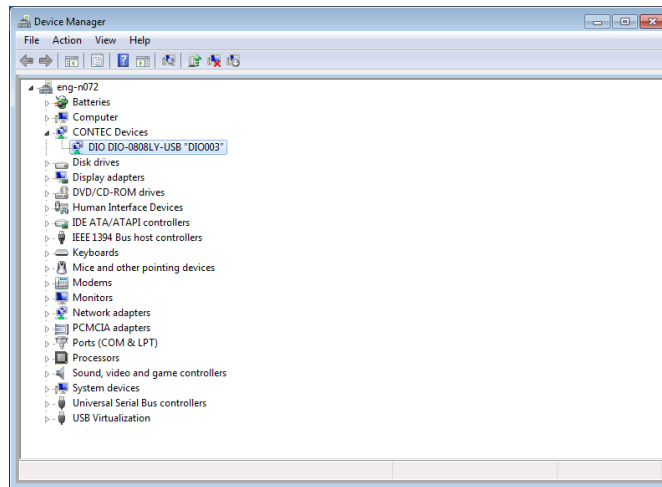 Device Manager
File Action View Help
eng-n072
Batteries
Computer
CONTEC Devices
DIO DIO-0808LY-USB "DIO003"
Disk drives
Display adapters
DVD/CD-ROM drives
Human Interface Devices
IDE ATA/ATAPI controllers
IEEE 1394 Bus host controllers
Keyboards
Mice and other pointing devices
Modems
Monitors
Network adapters
PCMCIA adapters
Ports (COM & LPT)
Processors
Sound, video and game controllers
System devices
Universal Serial Bus controllers
USB Virtualization